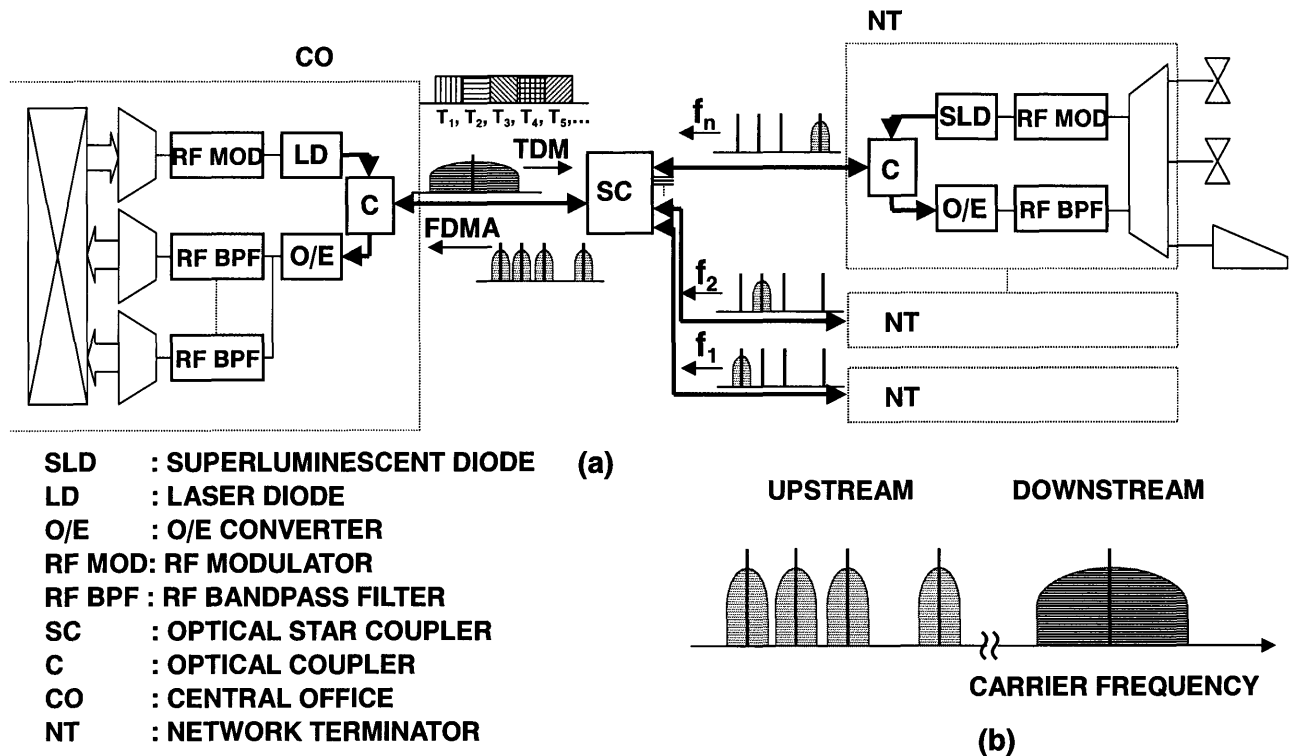 CO
NT
T1, T2, T3, T4, T5,...
RF MOD
LD
C
TDM
SC
fn
SLD
RF MOD
C
O/E
RF BPF
FDMA
RF BPF
O/E
RF BPF
f2
NT
f1
NT
SLD : SUPERLUMINESCENT DIODE
LD : LASER DIODE
O/E : O/E CONVERTER
RF MOD: RF MODULATOR
RF BPF : RF BANDPASS FILTER
SC : OPTICAL STAR COUPLER
C : OPTICAL COUPLER
CO : CENTRAL OFFICE
NT : NETWORK TERMINATOR
(a)
UPSTREAM
DOWNSTREAM
CARRIER FREQUENCY
(b)